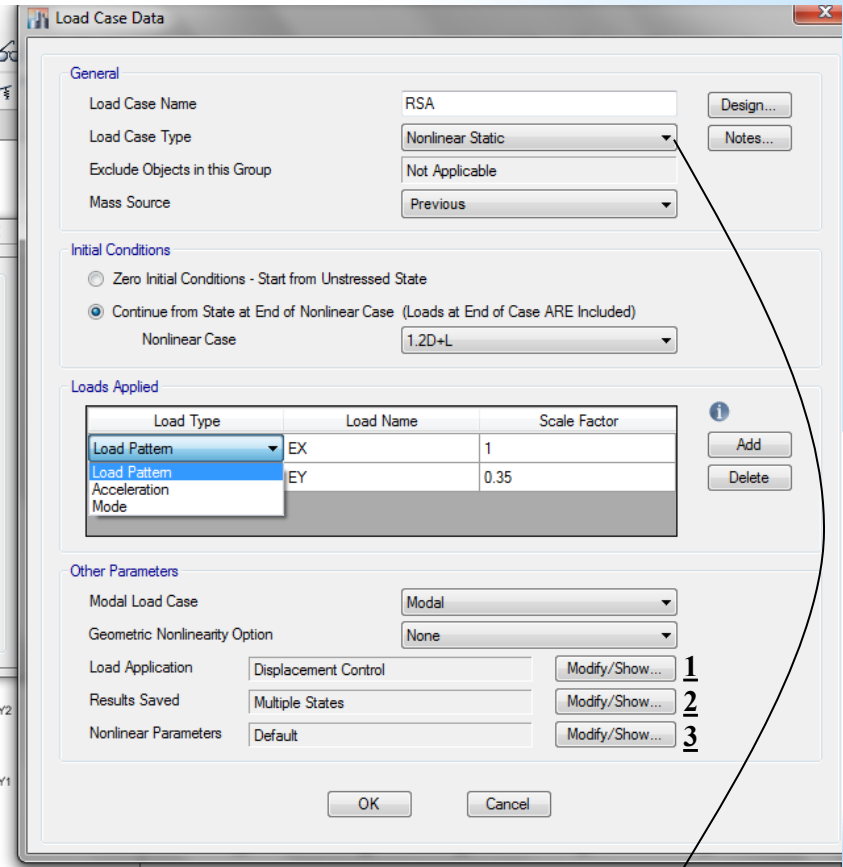 Load Case Data
General
Load Case Name RSA Design...
Load Case Type Nonlinear Static Notes...
Exclude Objects in this Group Not Applicable
Mass Source Previous
Initial Conditions
Zero Initial Conditions - Start from Unstressed State
Continue from State at End of Nonlinear Case (Loads at End of Case ARE Included)
Nonlinear Case 1.2D+L
Loads Applied
Load Type Load Name Scale Factor
Load Pattern EX 1 Add
Load Pattern EY 0.35 Delete
Acceleration
Mode
Other Parameters
Modal Load Case Modal
Geometric Nonlinearity Option None
Load Application Displacement Control Modify/Show... 1
Results Saved Multiple States Modify/Show... 2
Nonlinear Parameters Default Modify/Show... 3
OK Cancel
Y2
Y1